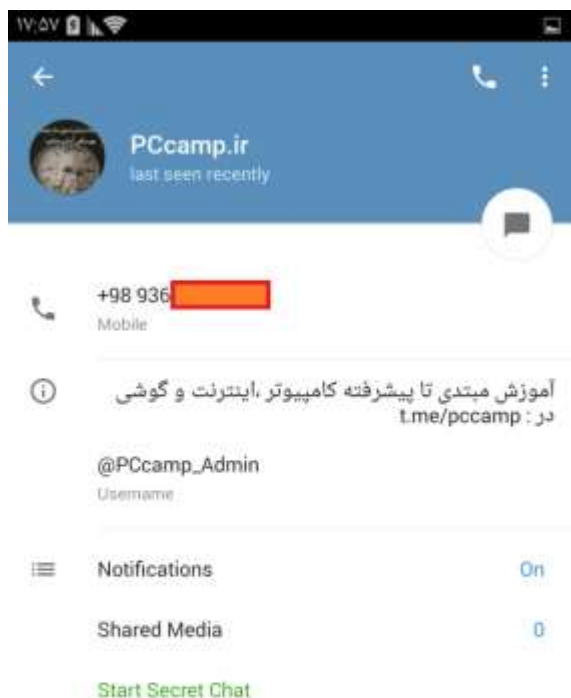 ۱۷:۵۷
PCcamp.ir
last seen recently
+98 936
Mobile
آموزش مبتدی تا پیشرفته کامپیوتر ،اینترنت و گوشی
در : t.me/pccamp
@PCcamp_Admin
Username
Notifications On
Shared Media 0
Start Secret Chat